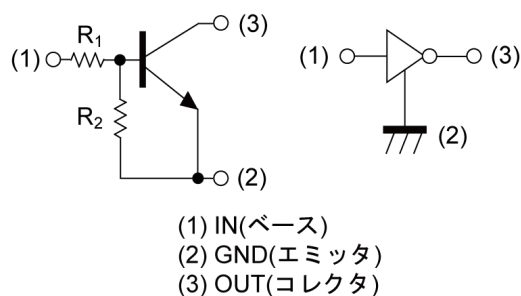 R1
(1)
(3)
R2
(2)
(1)
(3)
(2)
(1) IN(ベース)
(2) GND(エミッタ)
(3) OUT(コレクタ)